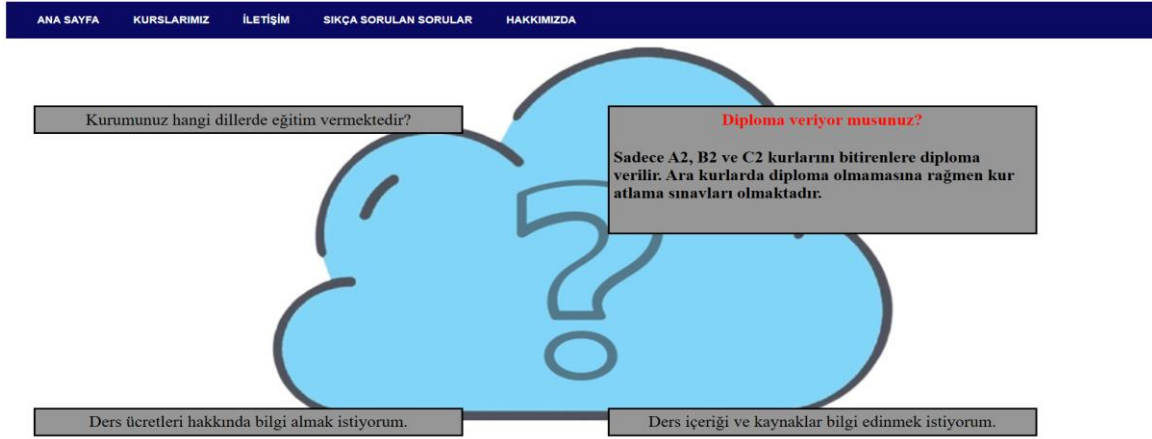 ANA SAYFA KURSLARIMIZ İLETİŞİM SIKÇA SORULAN SORULAR HAKKIMIZDA
Kurumunuz hangi dillerde eğitim vermektedir?
Diploma veriyor musunuz?
Sadece A2, B2 ve C2 kurlarını bitirenlere diploma
verilir. Ara kurlarda diploma olmamasına rağmen kur
atlama sınavları olmaktadır.
Ders ücretleri hakkında bilgi almak istiyorum.
Ders içeriği ve kaynaklar bilgi edinmek istiyorum.